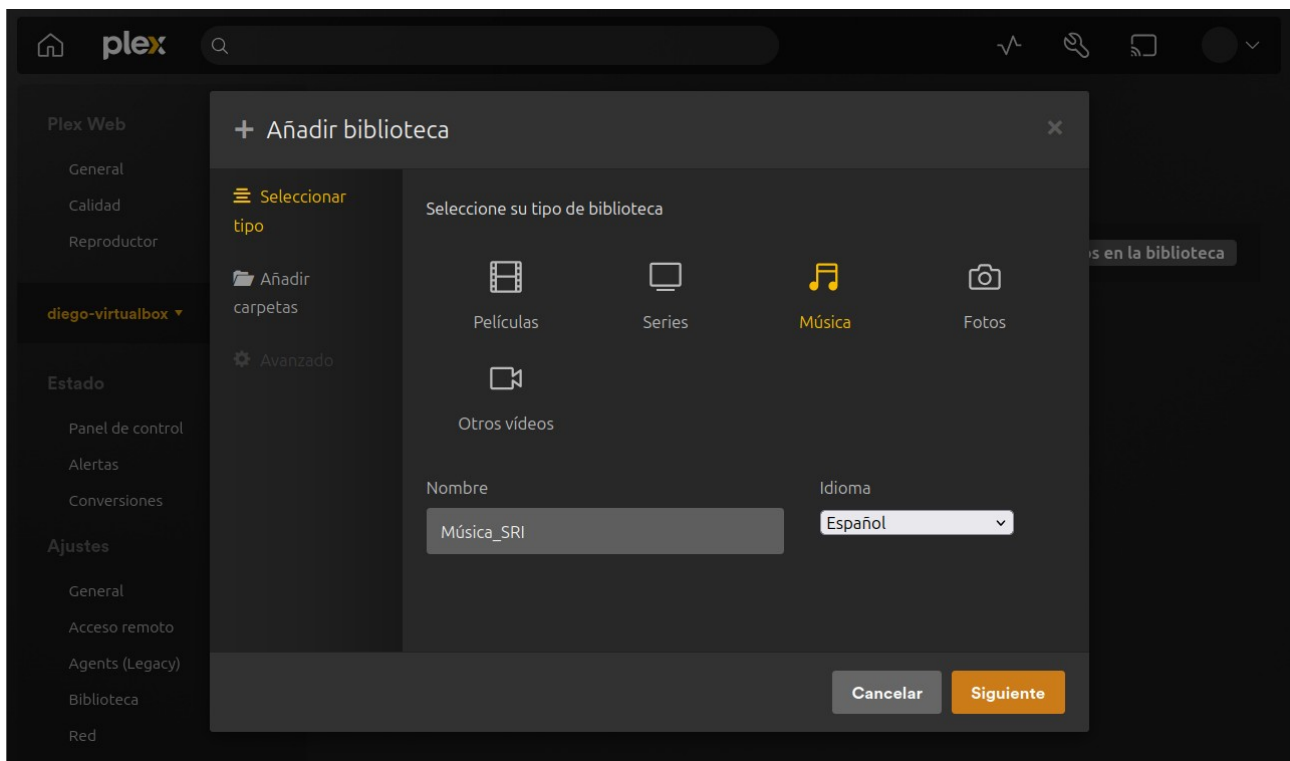 plex
Plex Web
General
Calidad
Reproductor
diego-virtualbox
Estado
Panel de control
Alertas
Conversiones
Ajustes
General
Acceso remoto
Agents (Legacy)
Biblioteca
Red
+ Añadir biblioteca
Seleccionar
tipo
Añadir
carpetas
Avanzado
Seleccione su tipo de biblioteca
Películas
Series
Música
Fotos
Otros vídeos
Nombre
Música_SRI
Idioma
Español
Cancelar
Siguiente
s en la biblioteca